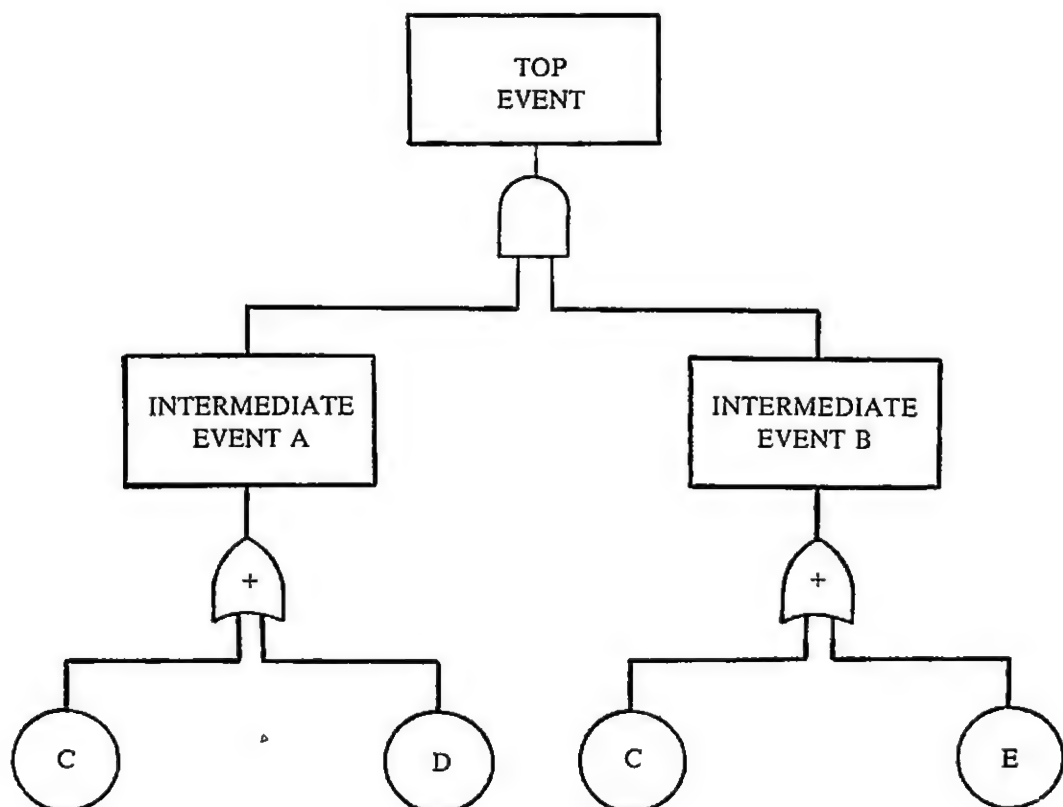 TOP
EVENT
INTERMEDIATE
EVENT A
INTERMEDIATE
EVENT B
+
+
C
D
C
E